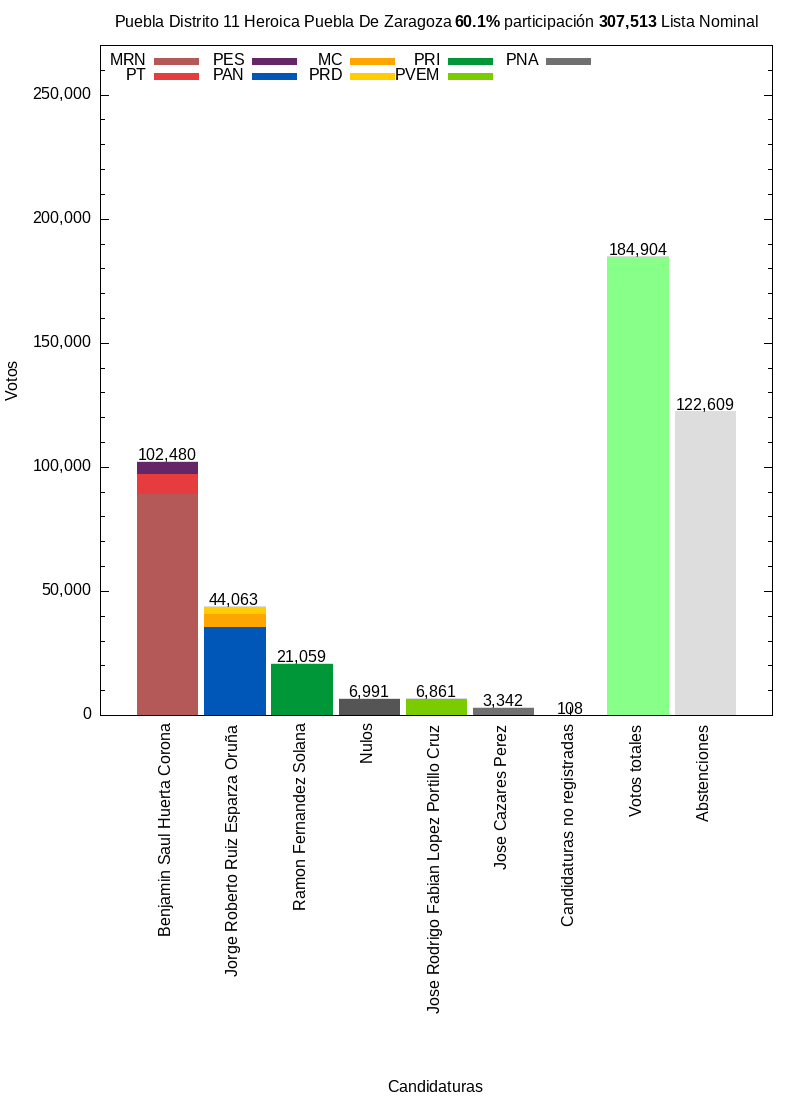 Puebla Distrito 11 Heroica Puebla De Zaragoza 60.1% participación 307,513 Lista Nominal
MRN PES MC PRI PNA
PT PAN PRD PVEM
250,000
200,000
150,000
100,000
50,000
0
Votos
102,480
44,063
21,059
6,991
6,861
3,342
108
184,904
122,609
Benjamin Saul Huerta Corona
Jorge Roberto Ruiz Esparza Oruña
Ramon Fernandez Solana
Nulos
Jose Rodrigo Fabian Lopez Portillo Cruz
Jose Cazares Perez
Candidaturas no registradas
Votos totales
Abstenciones
Candidaturas